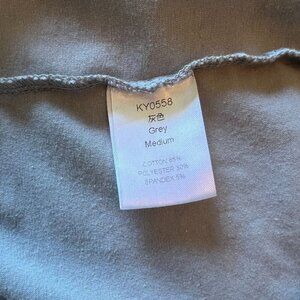 KY0558
灰色
Grey
Medium
COTTON 65%
POLYESTER 30%
SPANDEX 5%